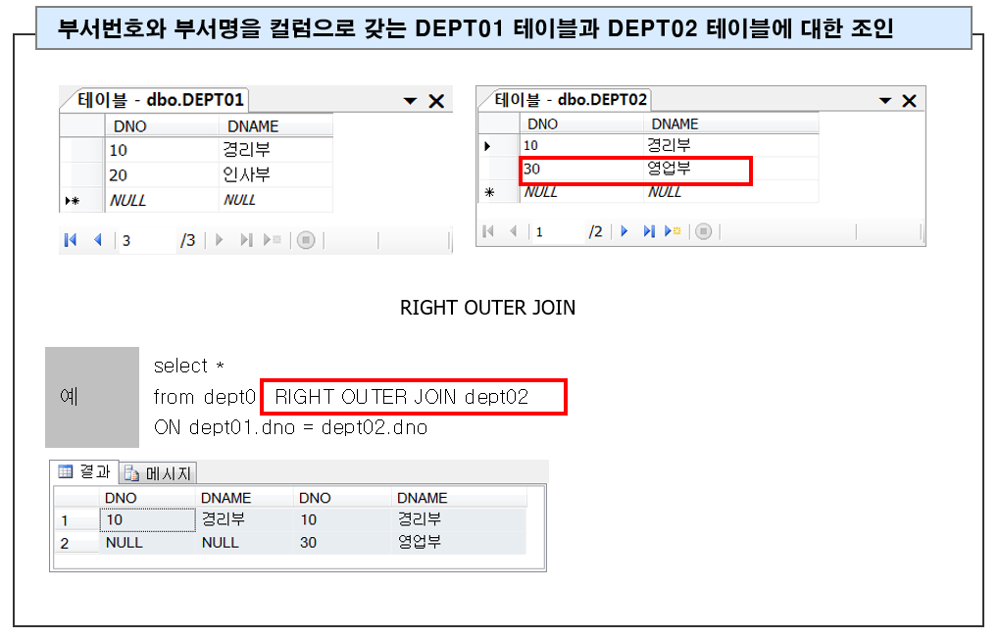 부서번호와 부서명을 컬럼으로 갖는 DEPT01 테이블과 DEPT02 테이블에 대한 조인
테이블 - dbo.DEPT01
DNO DNAME
10 경리부
20 인사부
NULL NULL
3 /3
테이블 - dbo.DEPT02
DNO DNAME
10 경리부
30 영업부
NULL NULL
1 /2
RIGHT OUTER JOIN
예
select *
from dept0 RIGHT OUTER JOIN dept02
ON dept01.dno = dept02.dno
결과 메시지
DNO DNAME DNO DNAME
1 10 경리부 10 경리부
2 NULL NULL 30 영업부